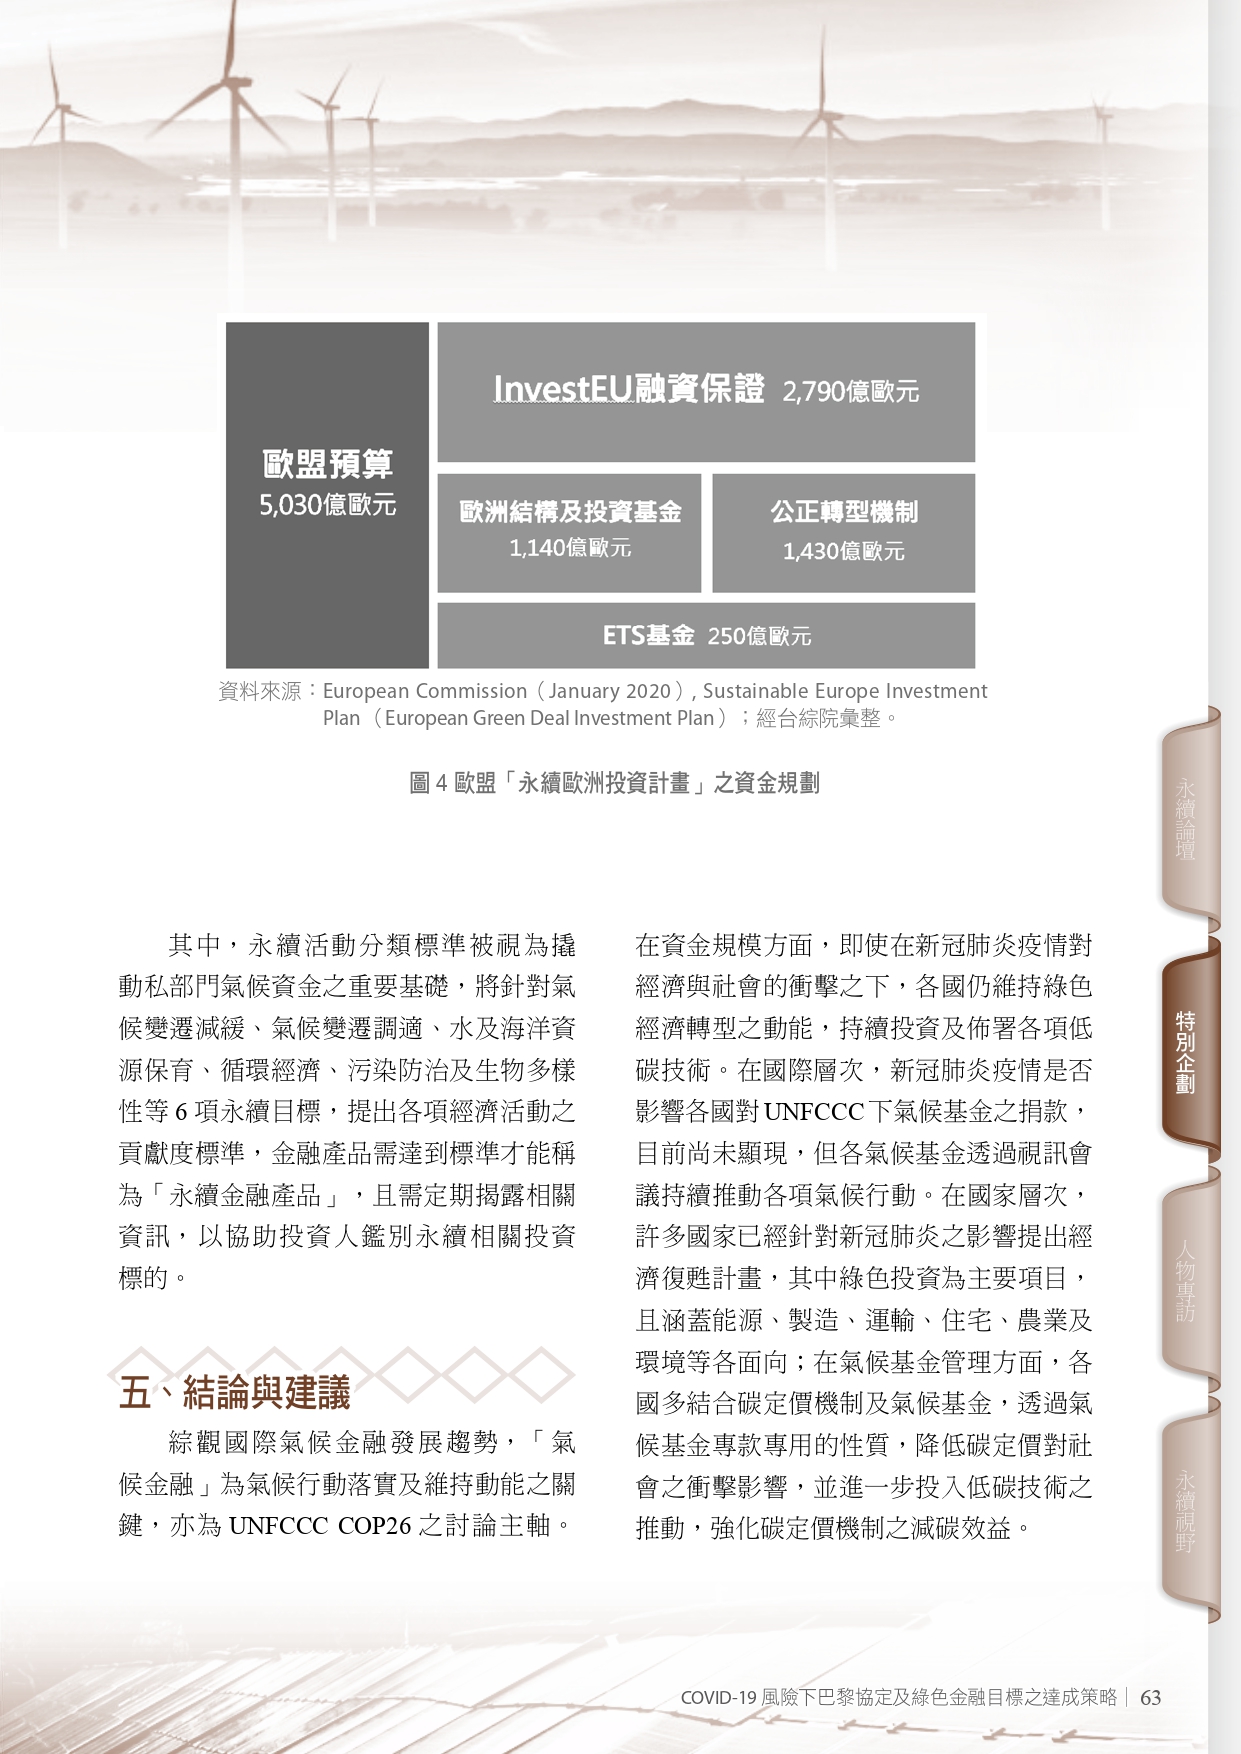 歐盟預算
5,030億歐元
InvestEU融資保證 2,790億歐元
歐洲結構及投資基金
1,140億歐元
公正轉型機制
1,430億歐元
ETS基金 250億歐元
資料來源：European Commission（January 2020）, Sustainable Europe Investment
Plan（European Green Deal Investment Plan）；經台綜院彙整。
圖 4 歐盟「永續歐洲投資計畫」之資金規劃
其中，永續活動分類標準被視為撬
動私部門氣候資金之重要基礎，將針對氣
候變遷減緩、氣候變遷調適、水及海洋資
源保育、循環經濟、污染防治及生物多樣
性等 6 項永續目標，提出各項經濟活動之
貢獻度標準，金融產品需達到標準才能稱
為「永續金融產品」，且需定期揭露相關
資訊，以協助投資人鑑別永續相關投資
標的。
五、結論與建議
綜觀國際氣候金融發展趨勢，「氣
候金融」為氣候行動落實及維持動能之關
鍵，亦為 UNFCCC COP26 之討論主軸。
在資金規模方面，即使在新冠肺炎疫情對
經濟與社會的衝擊之下，各國仍維持綠色
經濟轉型之動能，持續投資及佈署各項低
碳技術。在國際層次，新冠肺炎疫情是否
影響各國對 UNFCCC 下氣候基金之捐款，
目前尚未顯現，但各氣候基金透過視訊會
議持續推動各項氣候行動。在國家層次，
許多國家已經針對新冠肺炎之影響提出經
濟復甦計畫，其中綠色投資為主要項目，
且涵蓋能源、製造、運輸、住宅、農業及
環境等各面向；在氣候基金管理方面，各
國多結合碳定價機制及氣候基金，透過氣
候基金專款專用的性質，降低碳定價對社
會之衝擊影響，並進一步投入低碳技術之
推動，強化碳定價機制之減碳效益。
永續論壇
特別企劃
人物專訪
永續視野
COVID-19 風險下巴黎協定及綠色金融目標之達成策略｜ 63